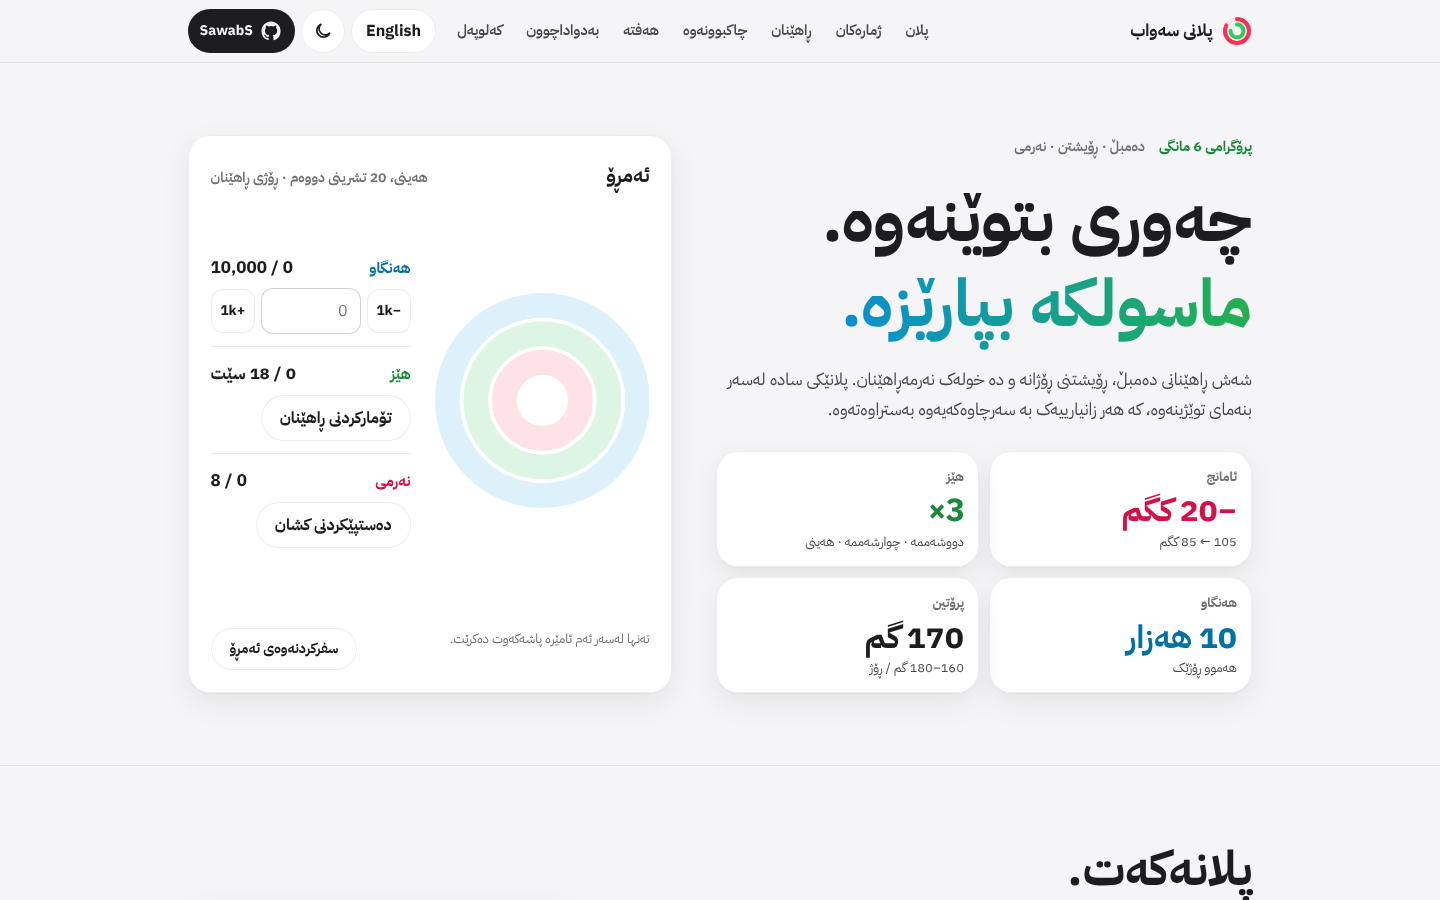 پلانی سەواب
پلان
ژمارەکان
ڕاهێنان
چاکبوونەوە
هەفتە
بەدواداچوون
کەلوپەل
English
SawabS
پرۆگرامی 6 مانگی
دەمبڵ · ڕۆیشتن · نەرمی
چەوری بتوێنەوە.
ماسولکە بپارێزە.
شەش ڕاهێنانی دەمبڵ، ڕۆیشتنی ڕۆژانە و دە خولەک نەرمەڕاهێنان. پلانێکی سادە لەسەر
بنەمای توێژینەوە، کە هەر زانیارییەک بە سەرچاوەکەیەوە بەستراوەتەوە.
ئامانج
−20 کگم
105 ← 85 کگم
هێز
3×
دووشەممە · چوارشەممە · هەینی
هەنگاو
10 هەزار
هەموو ڕۆژێک
پرۆتین
170 گم
160–180 گم / ڕۆژ
ئەمڕۆ
هەینی، 20 تشرینی دووەم · ڕۆژی ڕاهێنان
هەنگاو
0 / 10,000
−1k
0
+1k
هێز
0 / 18 سێت
تۆمارکردنی ڕاهێنان
نەرمی
0 / 8
دەستپێکردنی کشان
تەنها لەسەر ئەم ئامێرە پاشەکەوت دەکرێت.
سفرکردنەوەی ئەمڕۆ
پلانەکەت.